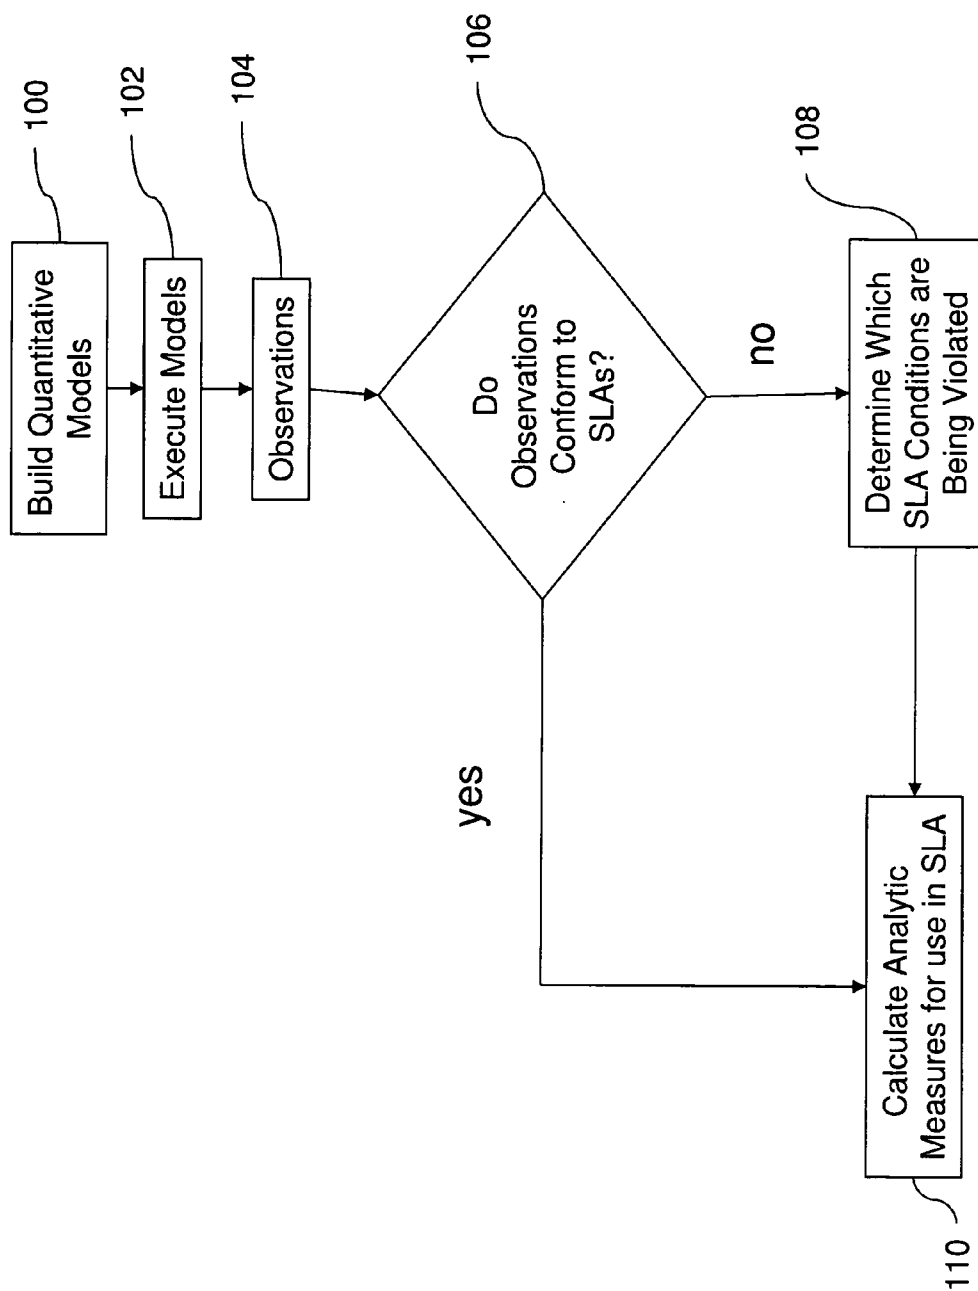 Build Quantitative
Models
100
Execute Models
102
Observations
104
Do
Observations
Conform to
SLAs?
106
yes
no
Determine Which
SLA Conditions are
Being Violated
108
Calculate Analytic
Measures for use in SLA
110